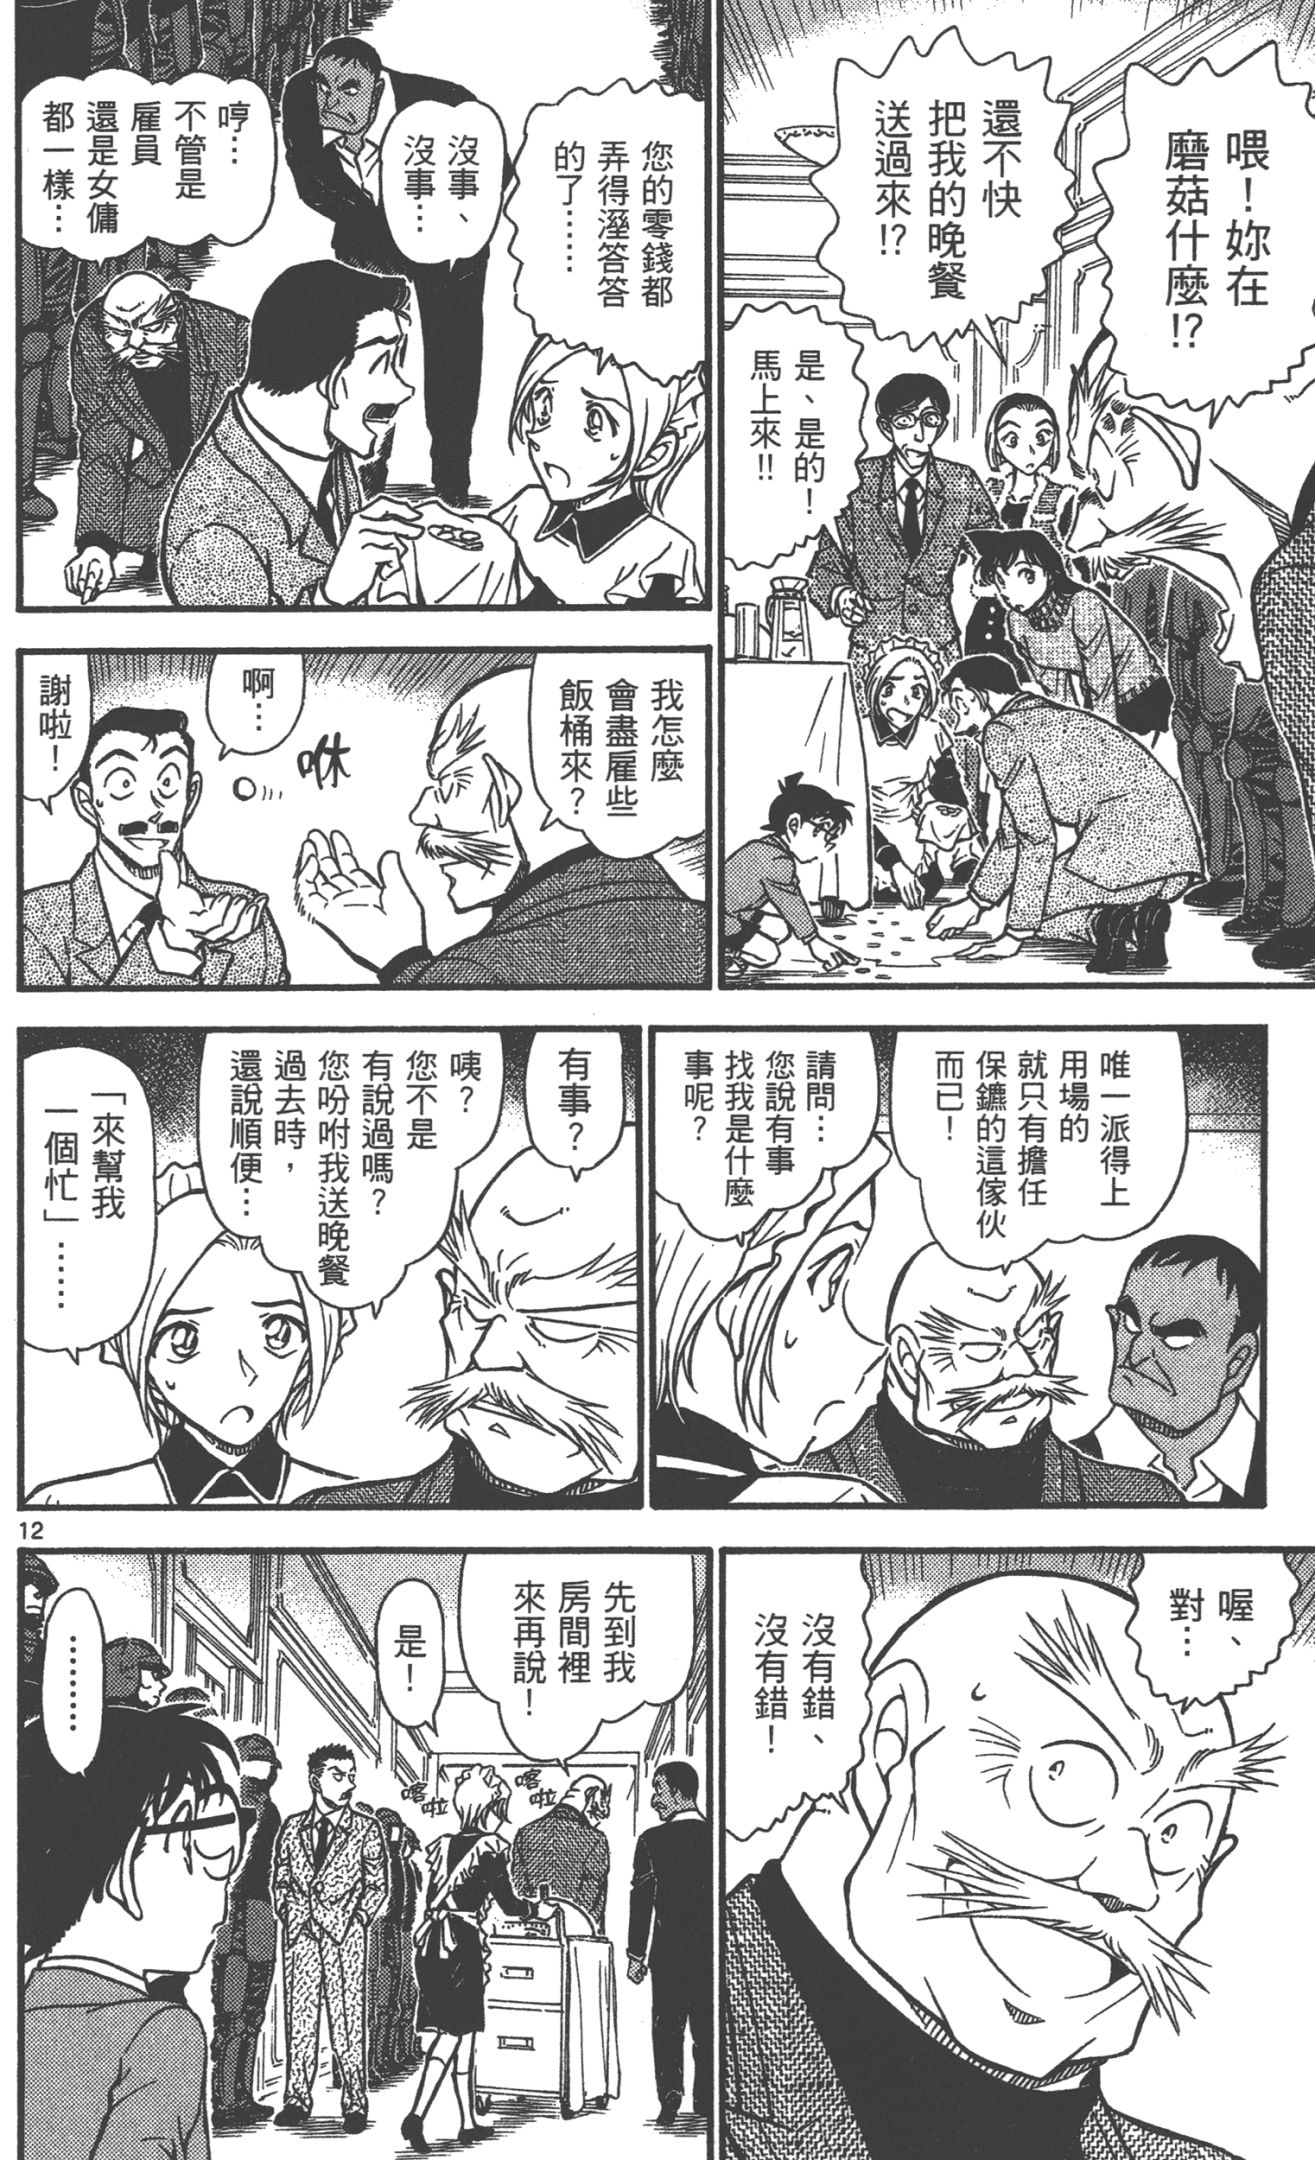 喂！妳在
磨菇什麼!?
還不快
把我的晚餐
送過來!?
是、是的！
馬上來!!
您的零錢都
弄得溼答答
的了……
沒事、
沒事…
哼…
不管是
雇員
還是女傭
都一樣…
我怎麼
會盡雇些
飯桶來？
咻
啊…
謝啦！
唯一派得上
用場的
就只有擔任
保鑣的這傢伙
而已！
請問…
您說有事
找我是什麼
事呢？
有事？
咦？
您不是
有說過嗎？
您吩咐我送晚餐
過去時，
還說順便…
「來幫我
一個忙」……
喔、
對…
沒有錯、
沒有錯！
先到我
房間裡
來再說！
是！
喀啦
喀啦
………
12